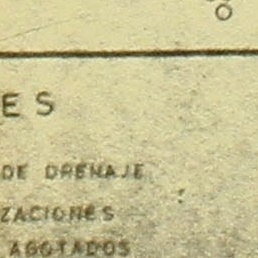 ES
DE DRENAJE
ZACIONES
AGOTADOS